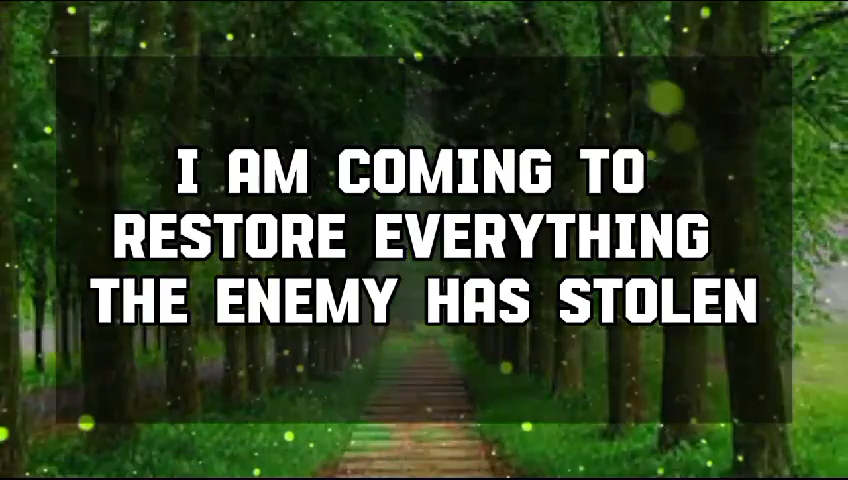 I AM COMING TO
RESTORE EVERYTHING
THE ENEMY HAS STOLEN